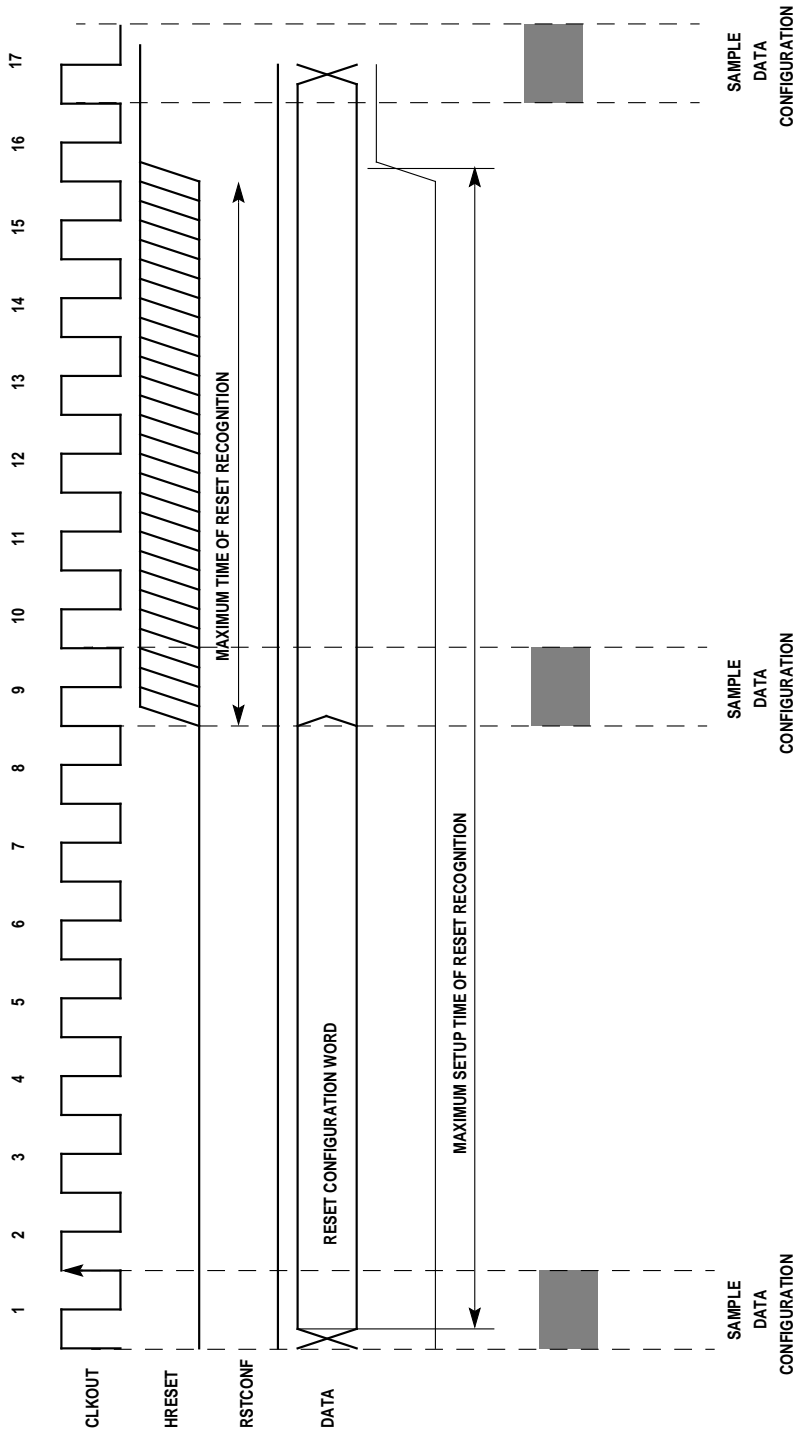 1 2 3 4 5 6 7 8 9 10 11 12 13 14 15 16 17
CLKOUT
HRESET
MAXIMUM TIME OF RESET RECOGNITION
RSTCONF
DATA
RESET CONFIGURATION WORD
MAXIMUM SETUP TIME OF RESET RECOGNITION
SAMPLE
DATA
CONFIGURATION
SAMPLE
DATA
CONFIGURATION
SAMPLE
DATA
CONFIGURATION